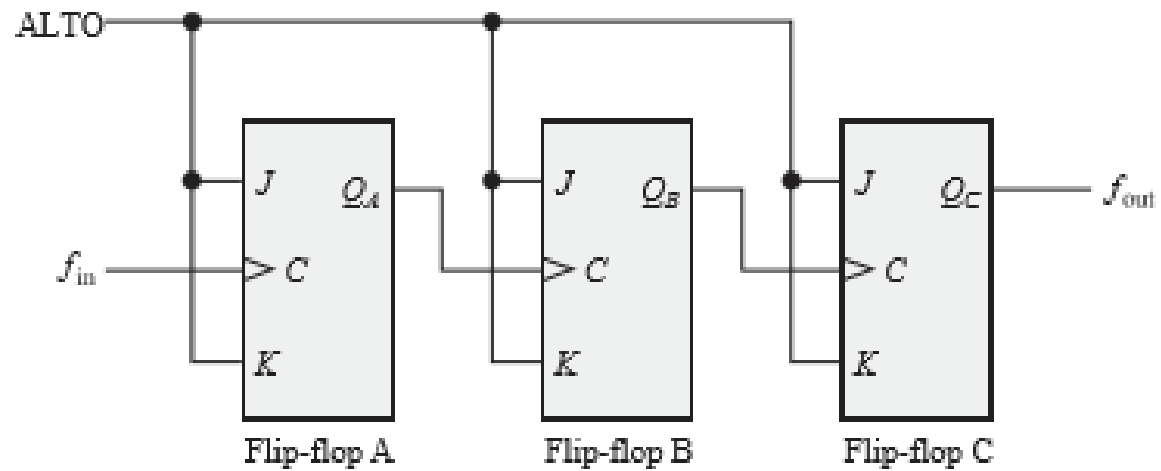 ALTO
J Q_A J Q_B J Q_C f_out
f_in C C C
K K K
Flip-flop A Flip-flop B Flip-flop C